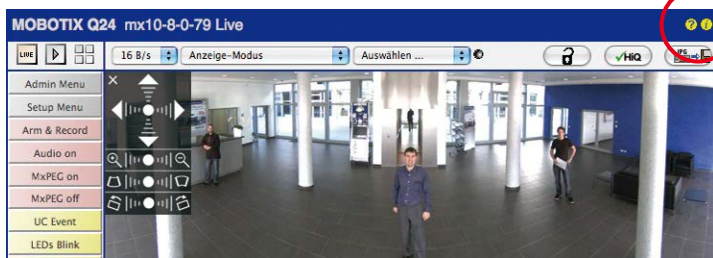 MOBOTIX Q24 mx10-8-0-79 Live
? i
LIVE 16 B/s Anzeige-Modus Auswählen ... HiQ JPG
Admin Menu
Setup Menu
Arm & Record
Audio on
MxPEG on
MxPEG off
UC Event
LEDs Blink